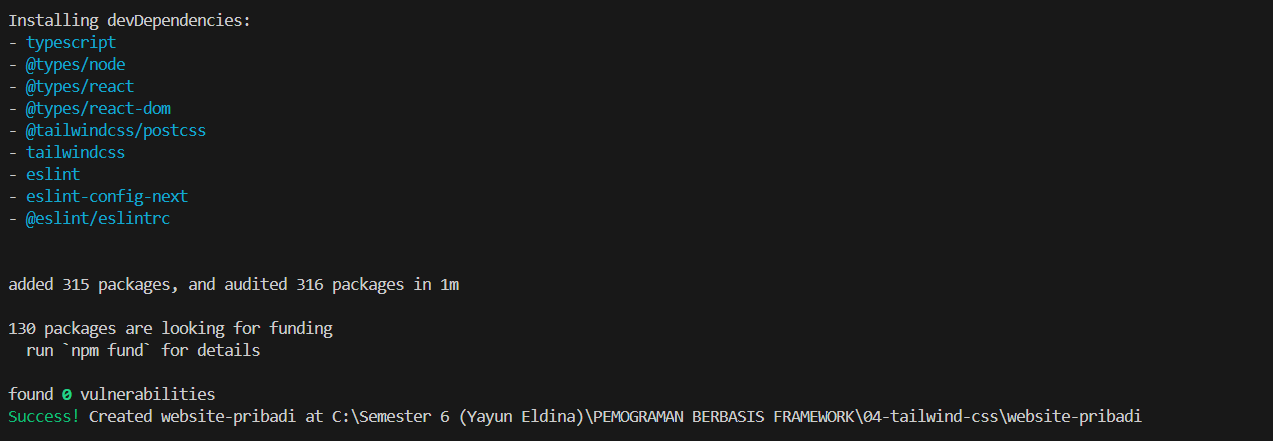 Installing devDependencies:
- typescript
- @types/node
- @types/react
- @types/react-dom
- @tailwindcss/postcss
- tailwindcss
- eslint
- eslint-config-next
- @eslint/eslintrc
added 315 packages, and audited 316 packages in 1m
130 packages are looking for funding
  run `npm fund` for details
found 0 vulnerabilities
Success! Created website-pribadi at C:\Semester 6 (Yayun Eldina)\PEMOGRAMAN BERBASIS FRAMEWORK\04-tailwind-css\website-pribadi